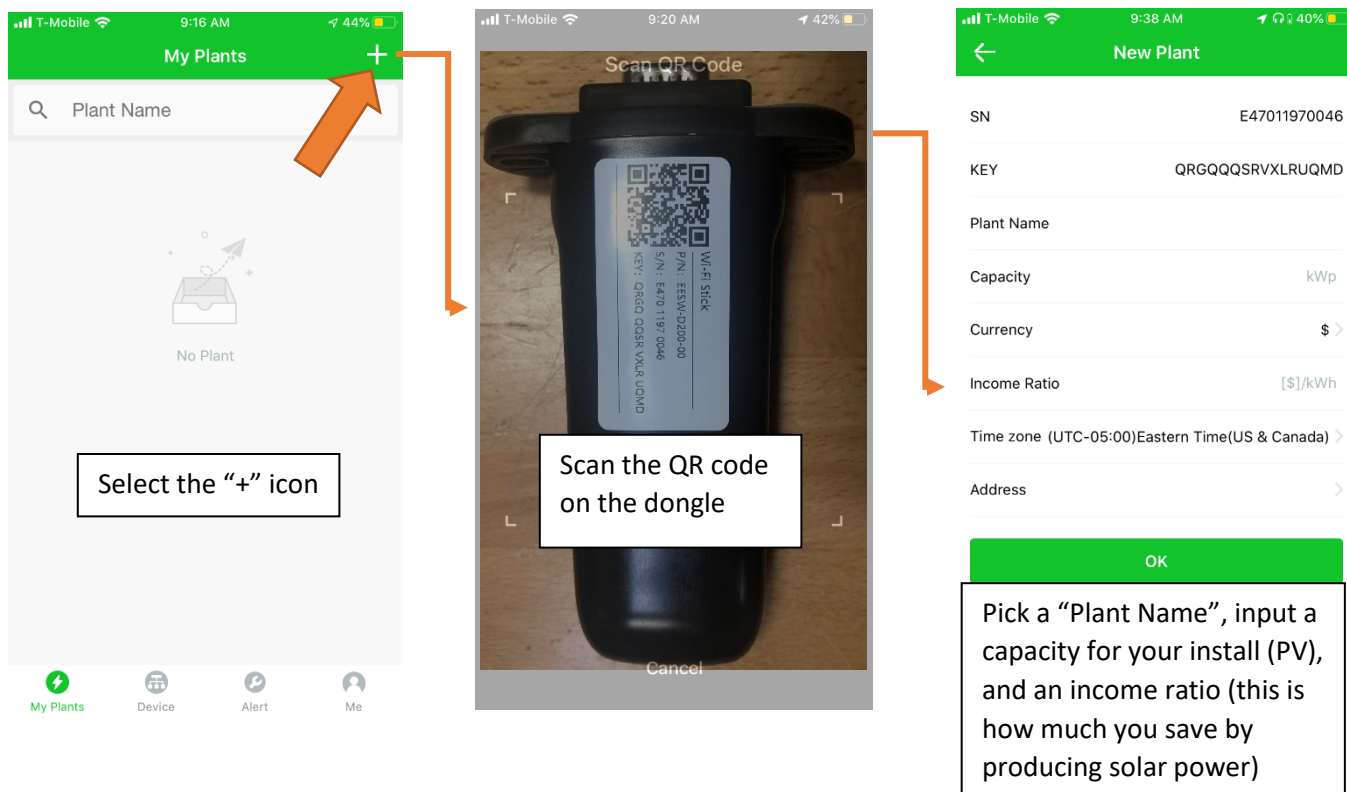 T-Mobile 9:16 AM 44%
My Plants
Plant Name
No Plant
Select the “+” icon
My Plants Device Alert Me
T-Mobile 9:20 AM 42%
Scan QR Code
Wi-Fi Stick
P/N: EESW-D200-00
S/N: E470 1197 0046
KEY: QRGQ QQSR VXLR UQMD
Scan the QR code
on the dongle
Cancel
T-Mobile 9:38 AM 40%
New Plant
SN E47011970046
KEY QRGQQQSRVXLRUQMD
Plant Name
Capacity kWp
Currency $
Income Ratio [$]/kWh
Time zone (UTC-05:00)Eastern Time(US & Canada)
Address
OK
Pick a “Plant Name”, input a
capacity for your install (PV),
and an income ratio (this is
how much you save by
producing solar power)